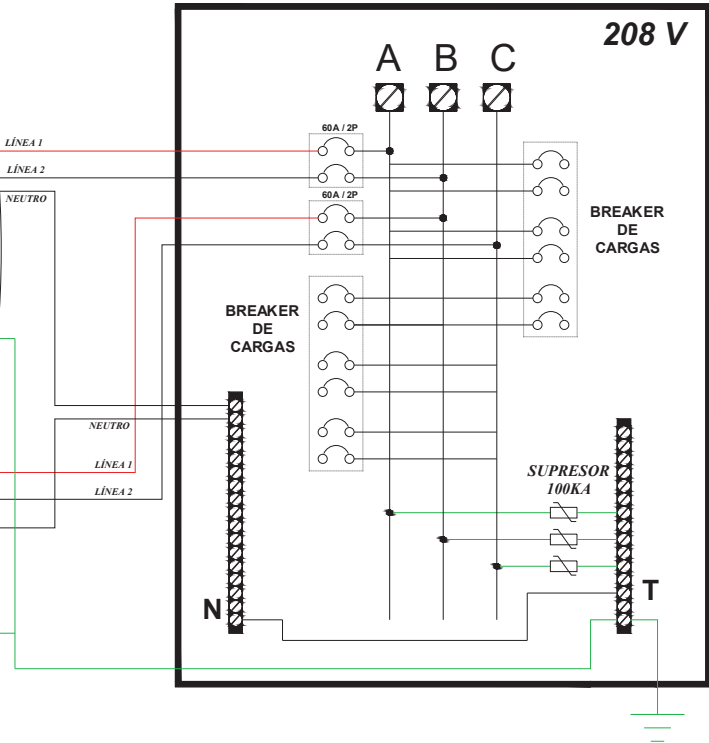 208 V
A B C
60A / 2P
LÍNEA 1
LÍNEA 2
60A / 2P
NEUTRO
BREAKER
DE
CARGAS
BREAKER
DE
CARGAS
NEUTRO
LÍNEA 1
LÍNEA 2
SUPRESOR
100KA
N
T